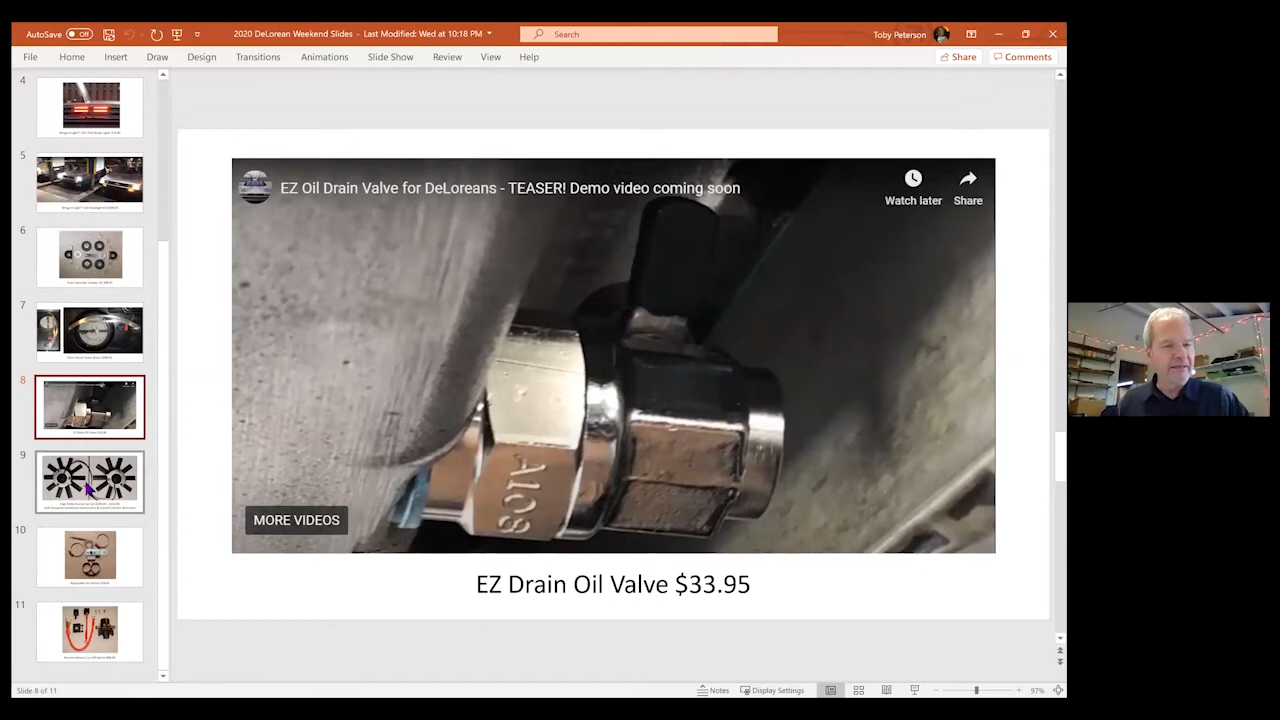 AutoSave Off
2020 DeLorean Weekend Slides - Last Modified: Wed at 10:18 PM
Search
Toby Peterson
File Home Insert Draw Design Transitions Animations Slide Show Review View Help
Share Comments
4
5
6
7
8
9
10
11
EZ Oil Drain Valve for DeLoreans - TEASER! Demo video coming soon
Watch later
Share
A108
MORE VIDEOS
EZ Drain Oil Valve $33.95
Slide 8 of 11
Notes Display Settings 97%